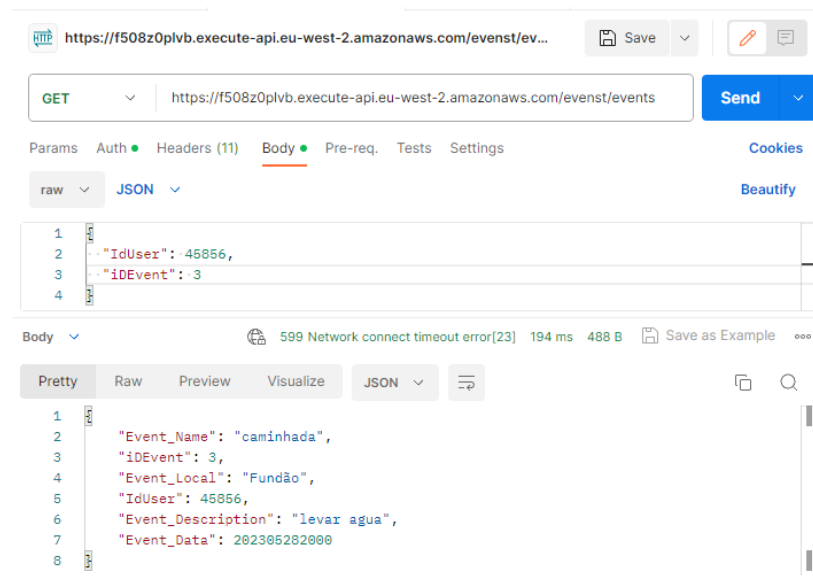 HTTP https://f508z0plvb.execute-api.eu-west-2.amazonaws.com/evenst/ev... Save
GET https://f508z0plvb.execute-api.eu-west-2.amazonaws.com/evenst/events Send
Params Auth Headers (11) Body Pre-req. Tests Settings Cookies
raw JSON Beautify
1 {
2 "IdUser": 45856,
3 "iDEvent": 3
4 }
Body 599 Network connect timeout error[23] 194 ms 488 B Save as Example
Pretty Raw Preview Visualize JSON
1 {
2 "Event_Name": "caminhada",
3 "iDEvent": 3,
4 "Event_Local": "Fundão",
5 "IdUser": 45856,
6 "Event_Description": "levar agua",
7 "Event_Data": 202305282000
8 }